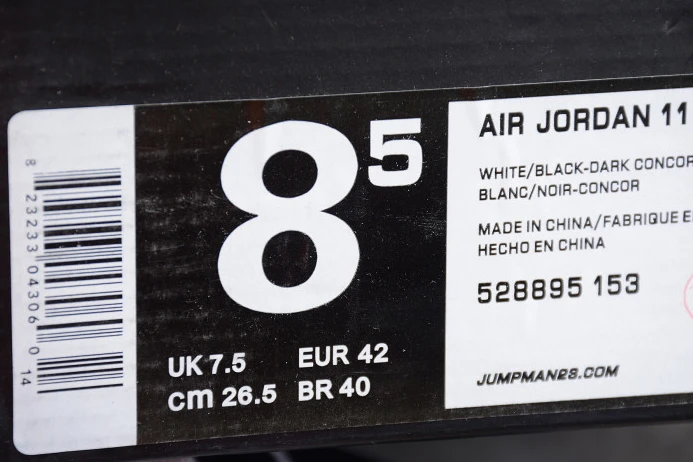 8 23233 04306 0 14
8 5
UK 7.5 EUR 42
cm 26.5 BR 40
AIR JORDAN 11
WHITE/BLACK-DARK CONCOR
BLANC/NOIR-CONCOR
MADE IN CHINA/FABRIQUE E
HECHO EN CHINA
528895 153
JUMPMAN23.COM